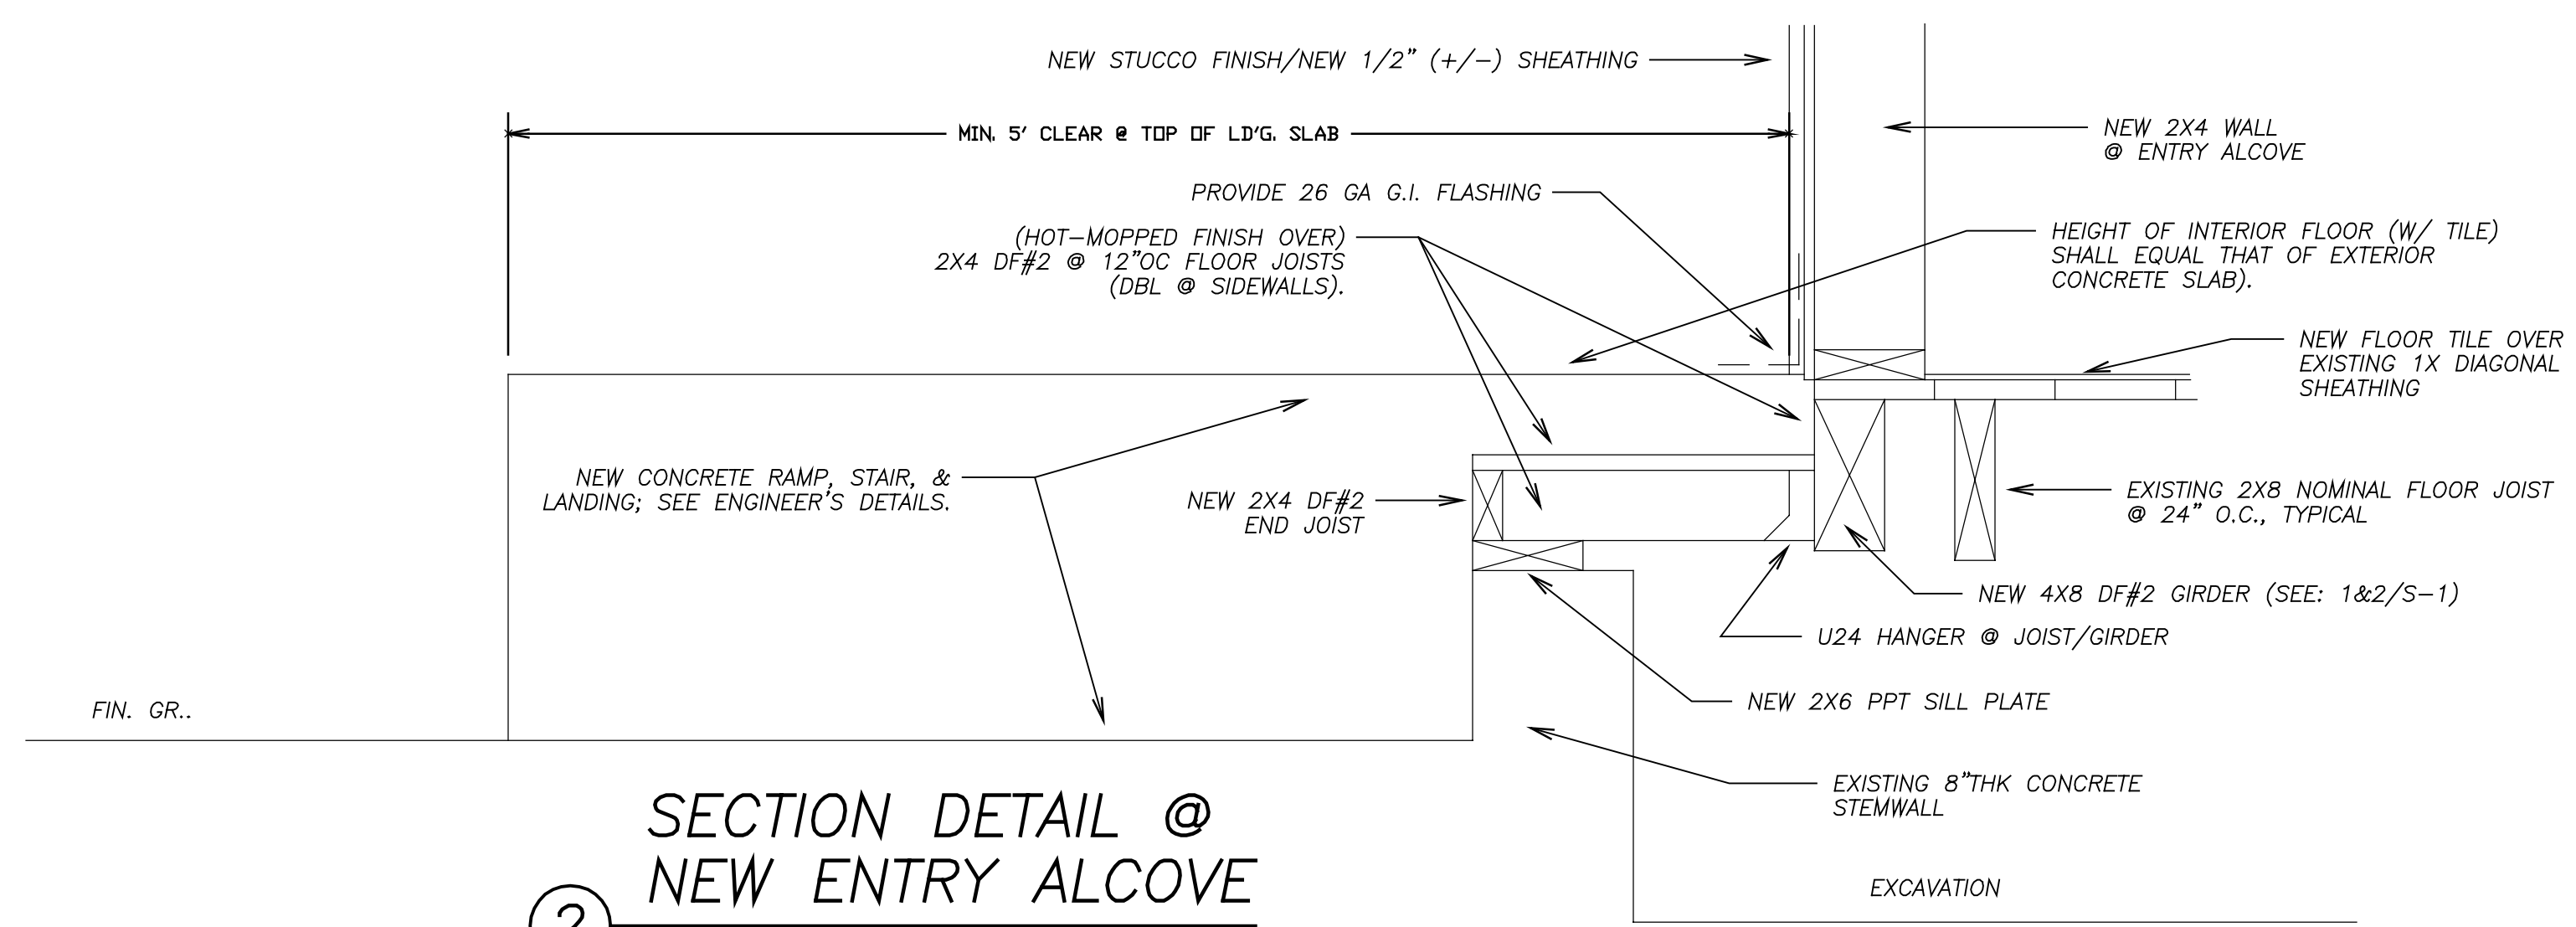 NEW STUCCO FINISH/NEW 1/2" (+/-) SHEATHING
MIN. 5' CLEAR @ TOP OF LD'G. SLAB
NEW 2X4 WALL
@ ENTRY ALCOVE
PROVIDE 26 GA G.I. FLASHING
(HOT-MOPPED FINISH OVER)
2X4 DF#2 @ 12"OC FLOOR JOISTS
(DBL @ SIDEWALLS).
HEIGHT OF INTERIOR FLOOR (W/ TILE)
SHALL EQUAL THAT OF EXTERIOR
CONCRETE SLAB).
NEW FLOOR TILE OVER
EXISTING 1X DIAGONAL
SHEATHING
NEW CONCRETE RAMP, STAIR, &
LANDING; SEE ENGINEER'S DETAILS.
NEW 2X4 DF#2
END JOIST
EXISTING 2X8 NOMINAL FLOOR JOIST
@ 24" O.C., TYPICAL
NEW 4X8 DF#2 GIRDER (SEE: 1&2/S-1)
U24 HANGER @ JOIST/GIRDER
NEW 2X6 PPT SILL PLATE
FIN. GR..
EXISTING 8"THK CONCRETE
STEMWALL
EXCAVATION
SECTION DETAIL @
NEW ENTRY ALCOVE
2